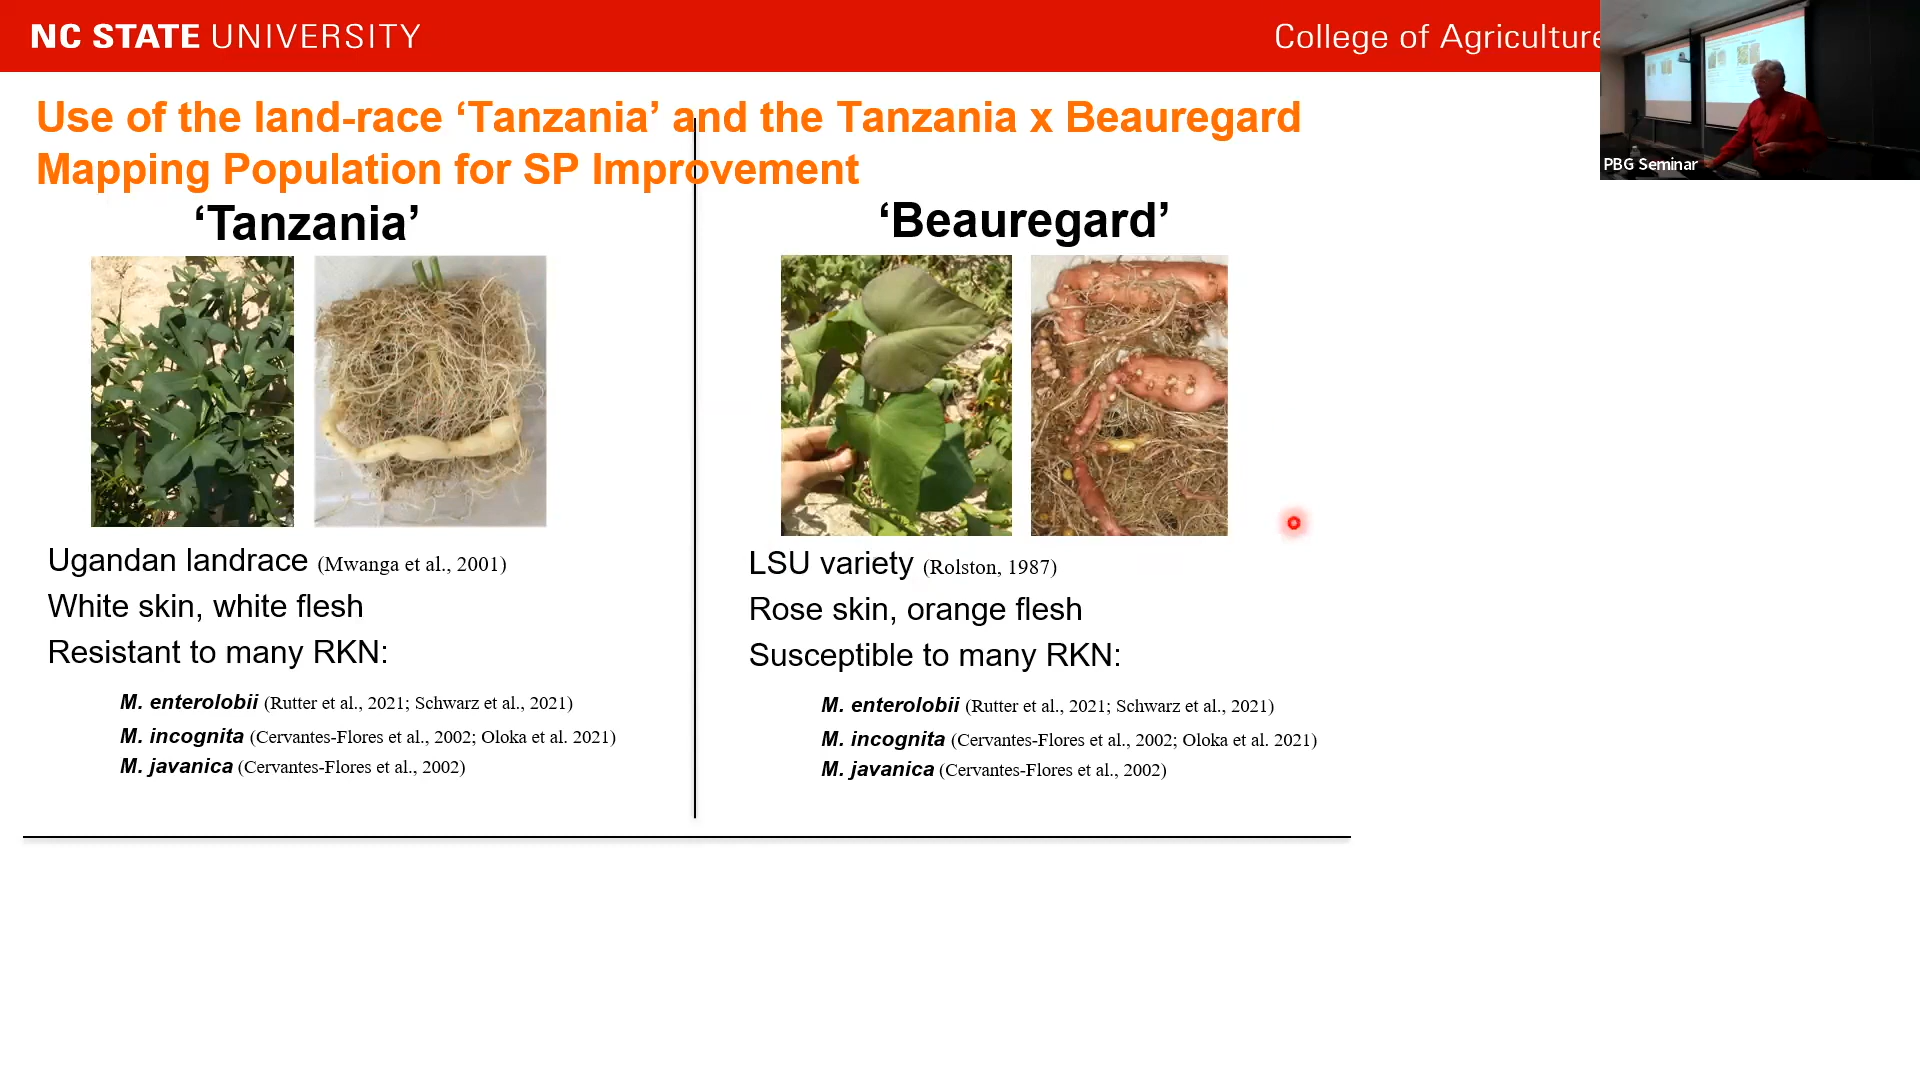 NC STATE UNIVERSITY
College of Agriculture
PBG Seminar
Use of the land-race ‘Tanzania’ and the Tanzania x Beauregard
Mapping Population for SP Improvement
‘Tanzania’
Ugandan landrace (Mwanga et al., 2001)
White skin, white flesh
Resistant to many RKN:
M. enterolobii (Rutter et al., 2021; Schwarz et al., 2021)
M. incognita (Cervantes-Flores et al., 2002; Oloka et al. 2021)
M. javanica (Cervantes-Flores et al., 2002)
‘Beauregard’
LSU variety (Rolston, 1987)
Rose skin, orange flesh
Susceptible to many RKN:
M. enterolobii (Rutter et al., 2021; Schwarz et al., 2021)
M. incognita (Cervantes-Flores et al., 2002; Oloka et al. 2021)
M. javanica (Cervantes-Flores et al., 2002)